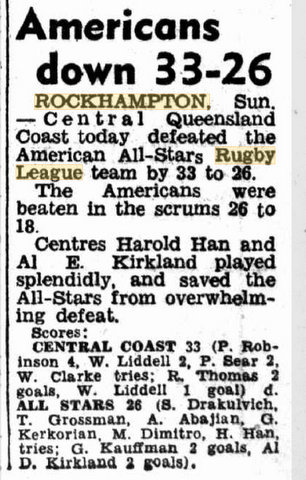 Americans
down 33-26
ROCKHAMPTON, Sun.
— Central Queensland
Coast today defeated the
American All-Stars Rugby
League team by 33 to 26.
The Americans were
beaten in the scrums 26 to
18.
Centres Harold Han and
Al E. Kirkland played
splendidly, and saved the
All-Stars from overwhelm-
ing defeat.
Scores:
CENTRAL COAST 33 (P. Rob-
inson 4, W. Liddell 2, P. Sear 2,
W. Clarke tries; R. Thomas 2
goals, W. Liddell 1 goal) d.
ALL STARS 26 (S. Drakulvich,
T. Grossman, A. Abajian, G.
Kerkorian, M. Dimitro, H. Han,
tries; G. Kauffman 2 goals, Al
D. Kirkland 2 goals).